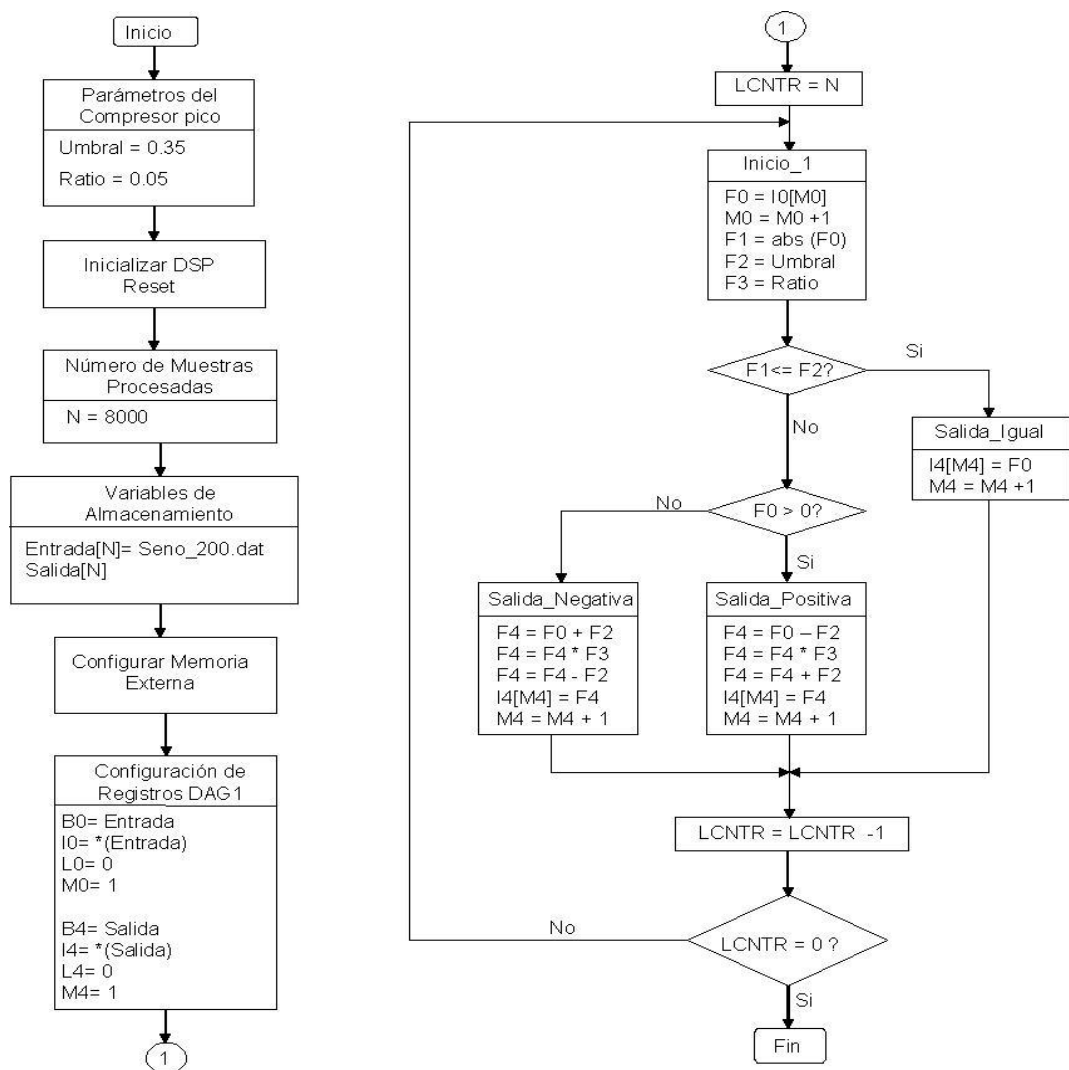 Inicio
Parámetros del
Compresor pico
Umbral = 0.35
Ratio = 0.05
Inicializar DSP
Reset
Número de Muestras
Procesadas
N = 8000
Variables de
Almacenamiento
Entrada[N]= Seno_200.dat
Salida[N]
Configurar Memoria
Externa
Configuración de
Registros DAG1
B0= Entrada
I0= *(Entrada)
L0= 0
M0= 1
B4= Salida
I4= *(Salida)
L4= 0
M4= 1
1
1
LCNTR = N
Inicio_1
F0 = I0[M0]
M0 = M0 +1
F1 = abs (F0)
F2 = Umbral
F3 = Ratio
F1<= F2?
Si
No
Salida_Igual
I4[M4] = F0
M4 = M4 +1
F0 > 0?
No
Si
Salida_Negativa
F4 = F0 + F2
F4 = F4 * F3
F4 = F4 - F2
I4[M4] = F4
M4 = M4 + 1
Salida_Positiva
F4 = F0 – F2
F4 = F4 * F3
F4 = F4 + F2
I4[M4] = F4
M4 = M4 + 1
LCNTR = LCNTR -1
LCNTR = 0 ?
No
Si
Fin